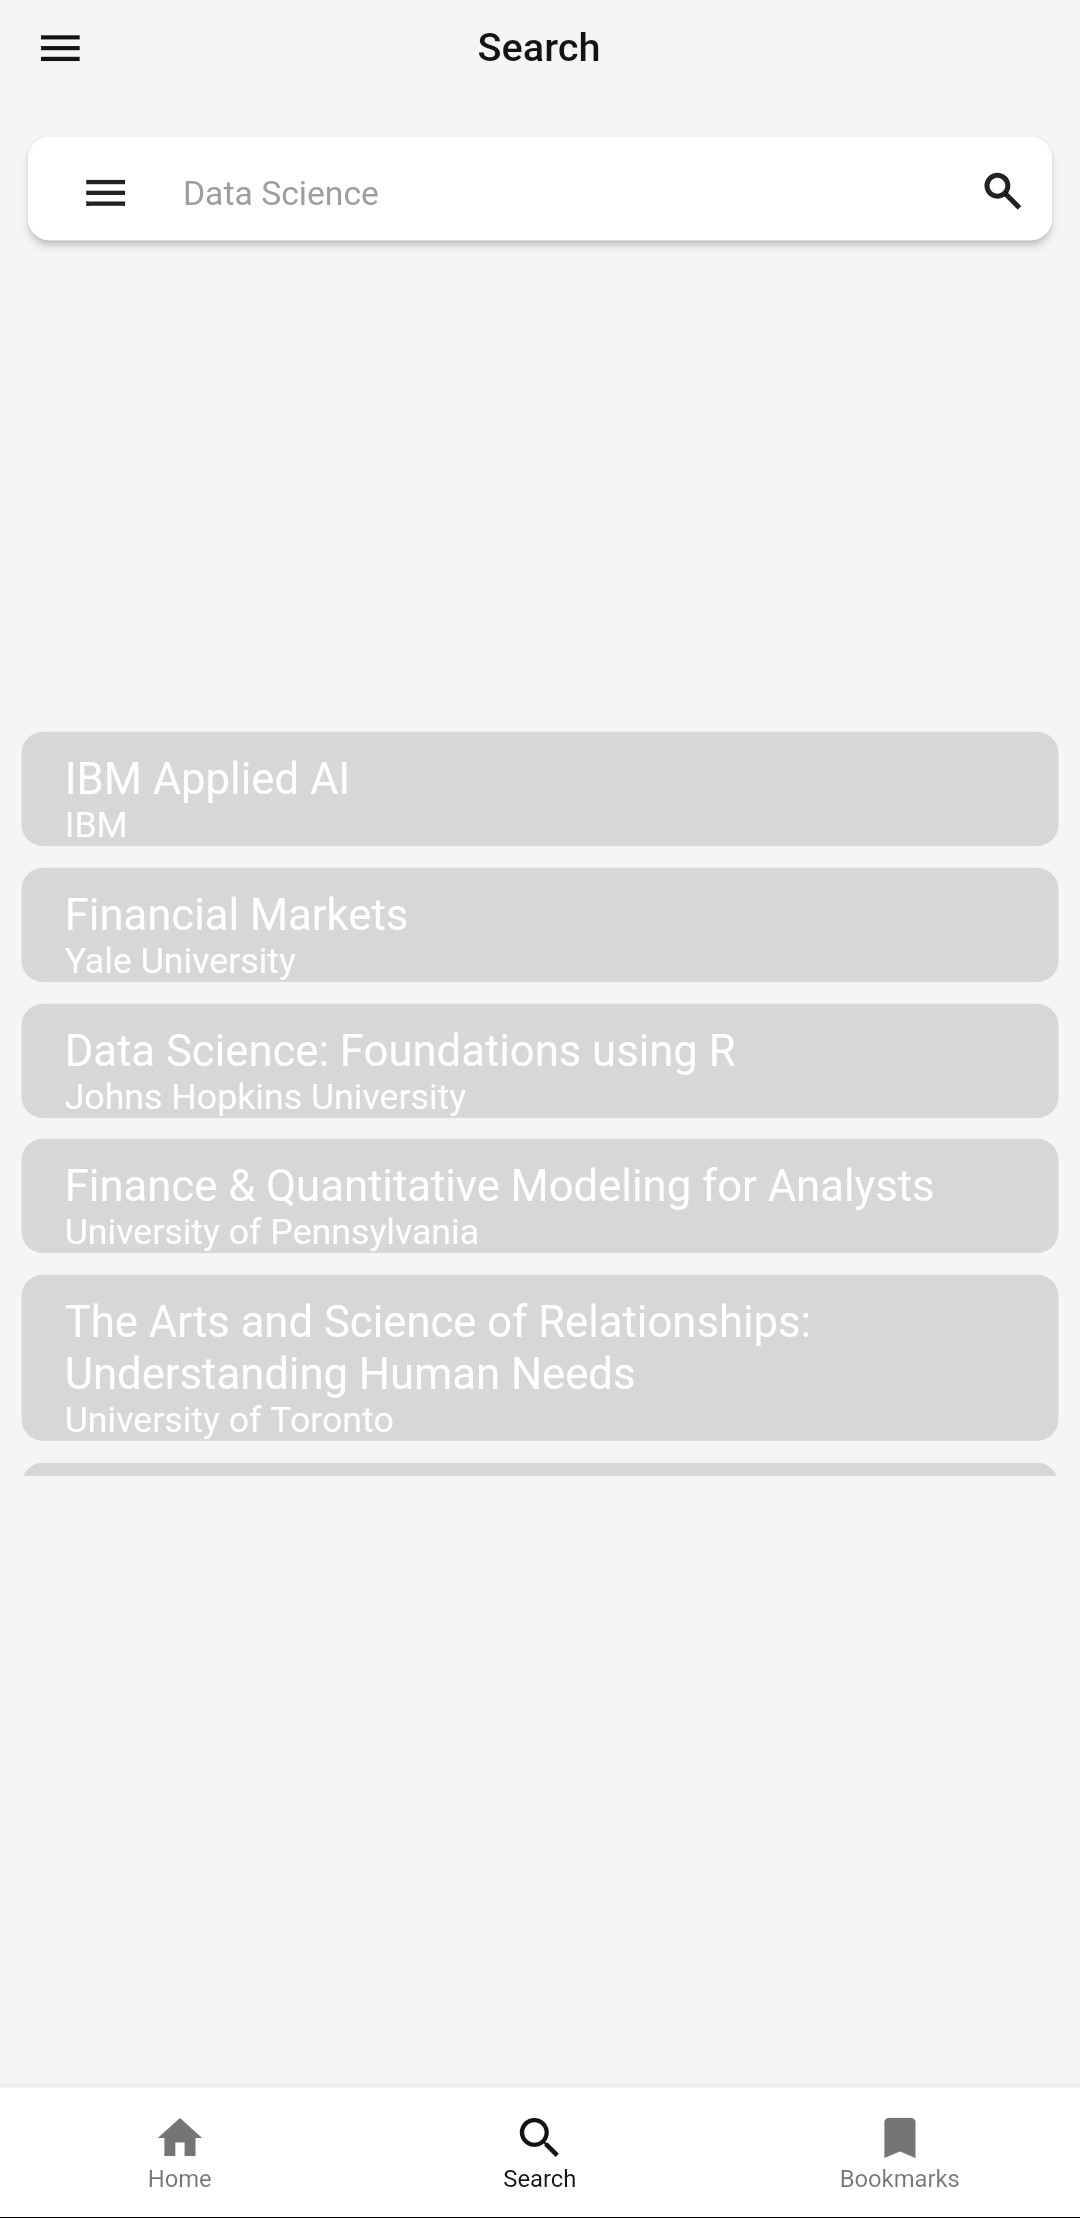 Search
Data Science
IBM Applied AI
IBM
Financial Markets
Yale University
Data Science: Foundations using R
Johns Hopkins University
Finance & Quantitative Modeling for Analysts
University of Pennsylvania
The Arts and Science of Relationships:
Understanding Human Needs
University of Toronto
Home
Search
Bookmarks